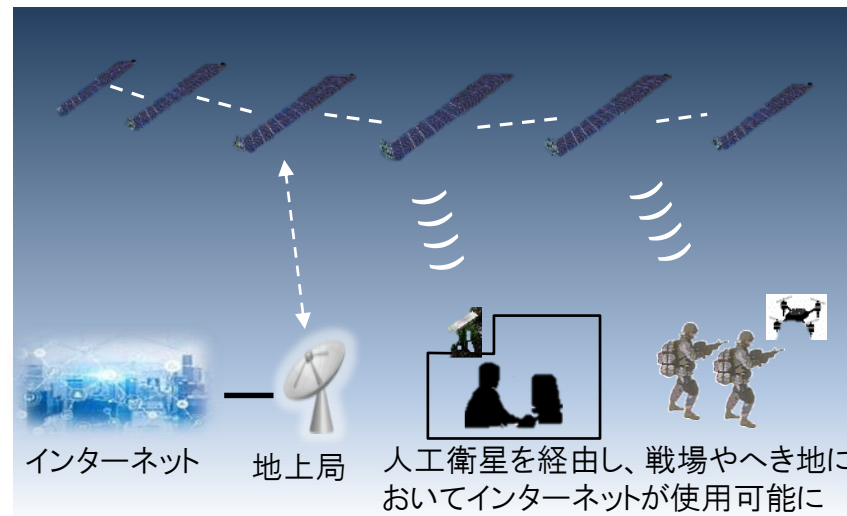 インターネット
地上局
人工衛星を経由し、戦場やへき地に
おいてインターネットが使用可能に